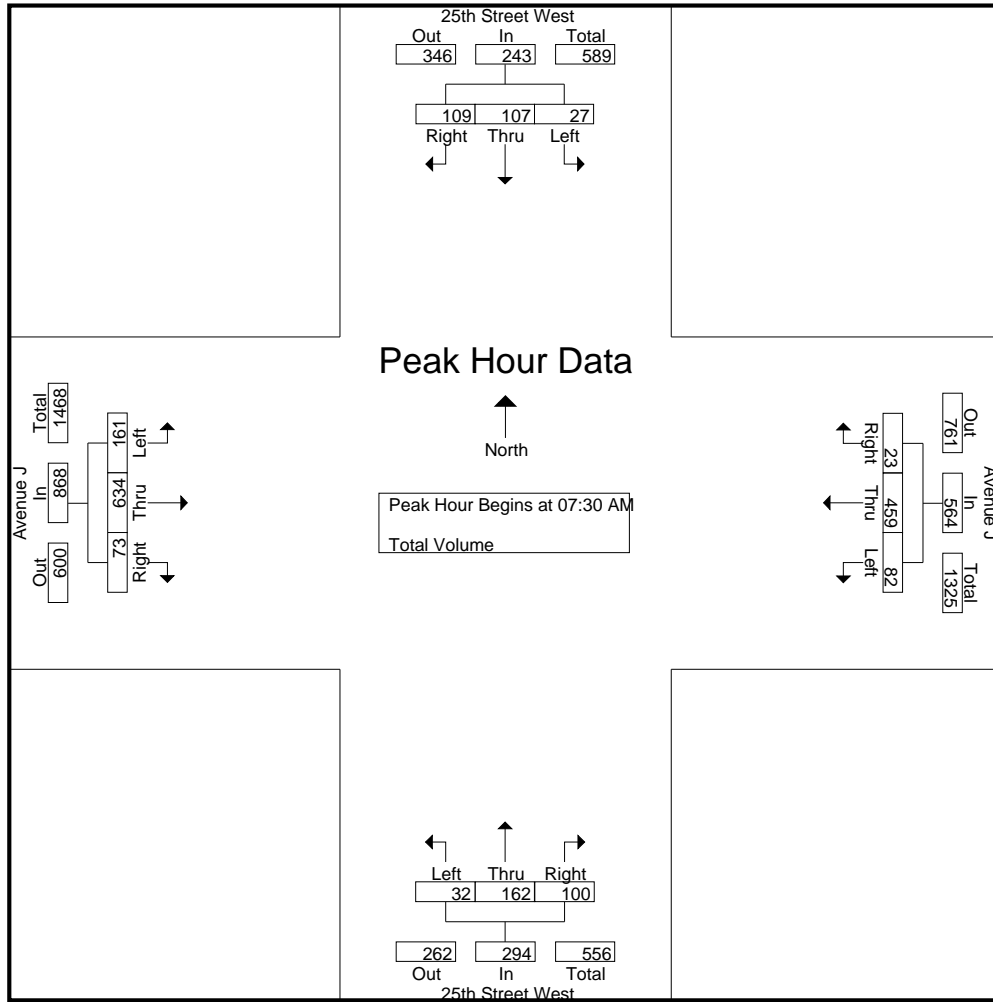 25th Street West
Out In Total
346 243 589
109 107 27
Right Thru Left
Peak Hour Data
North
Peak Hour Begins at 07:30 AM
Total Volume
Avenue J
Out In Total
600 868 1468
73 634 161
Right Thru Left
Avenue J
Out In Total
761 564 1325
23 459 82
Right Thru Left
Left Thru Right
32 162 100
262 294 556
Out In Total
25th Street West